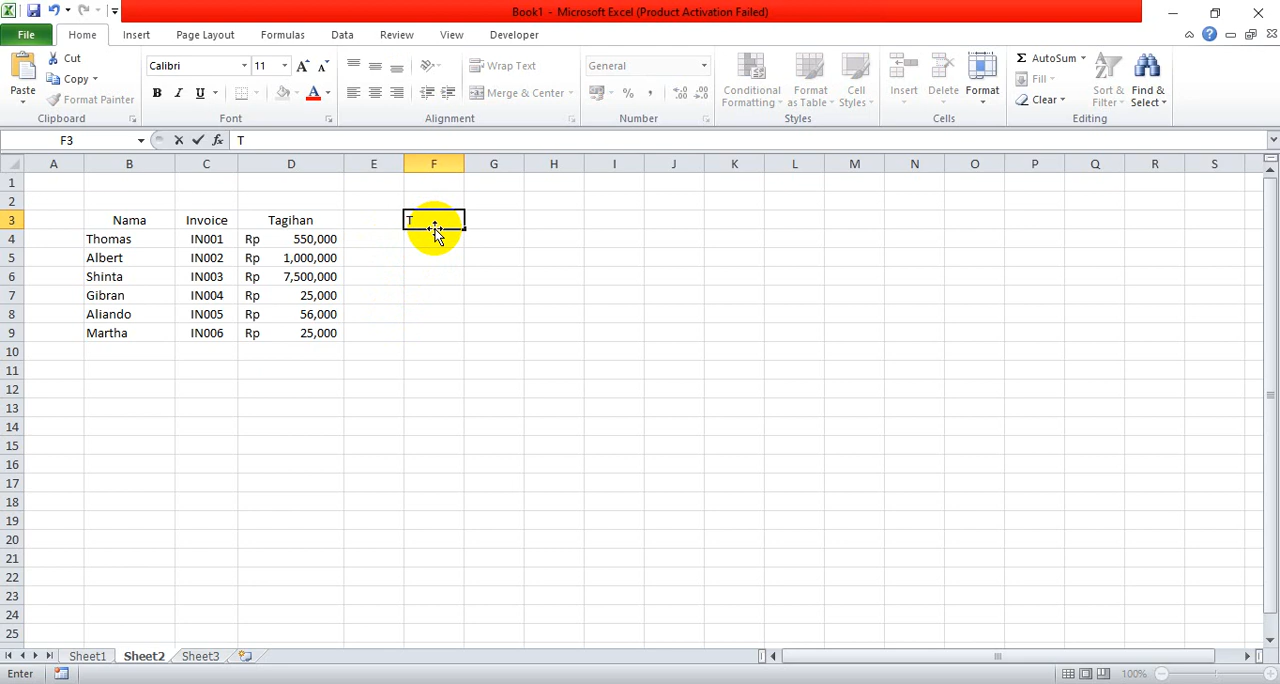 Book1 - Microsoft Excel (Product Activation Failed)
File Home Insert Page Layout Formulas Data Review View Developer
Paste Cut Copy Format Painter Clipboard
Calibri 11 B I U A Font
Wrap Text Merge & Center Alignment
General % , Number
Conditional Formatting Format as Table Cell Styles Styles
Insert Delete Format Cells
Σ AutoSum Fill Clear Sort & Filter Find & Select Editing
F3 fx T
A B C D E F G H I J K L M N O P Q R S
1
2
3 Nama Invoice Tagihan T
4 Thomas IN001 Rp 550,000
5 Albert IN002 Rp 1,000,000
6 Shinta IN003 Rp 7,500,000
7 Gibran IN004 Rp 25,000
8 Aliando IN005 Rp 56,000
9 Martha IN006 Rp 25,000
10
11
12
13
14
15
16
17
18
19
20
21
22
23
24
25
Sheet1 Sheet2 Sheet3
Enter 100%